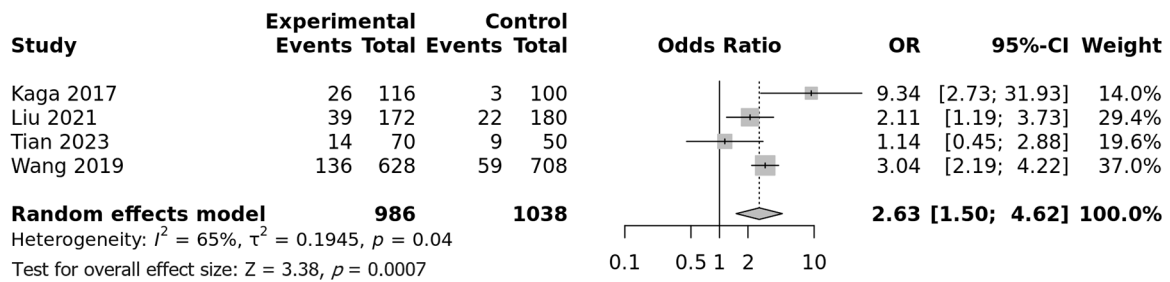 Experimental Control
Study Events Total Events Total Odds Ratio OR 95%-CI Weight
Kaga 2017 26 116 3 100 9.34 [2.73; 31.93] 14.0%
Liu 2021 39 172 22 180 2.11 [1.19; 3.73] 29.4%
Tian 2023 14 70 9 50 1.14 [0.45; 2.88] 19.6%
Wang 2019 136 628 59 708 3.04 [2.19; 4.22] 37.0%
Random effects model 986 1038 2.63 [1.50; 4.62] 100.0%
Heterogeneity: I² = 65%, τ² = 0.1945, p = 0.04
0.1 0.5 1 2 10
Test for overall effect size: Z = 3.38, p = 0.0007